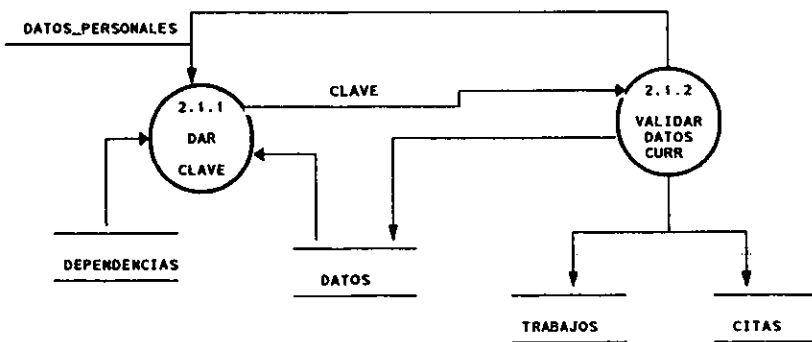 DATOS_PERSONALES
CLAVE
2.1.1
DAR
CLAVE
2.1.2
VALIDAR
DATOS
CURR
DEPENDENCIAS
DATOS
TRABAJOS
CITAS